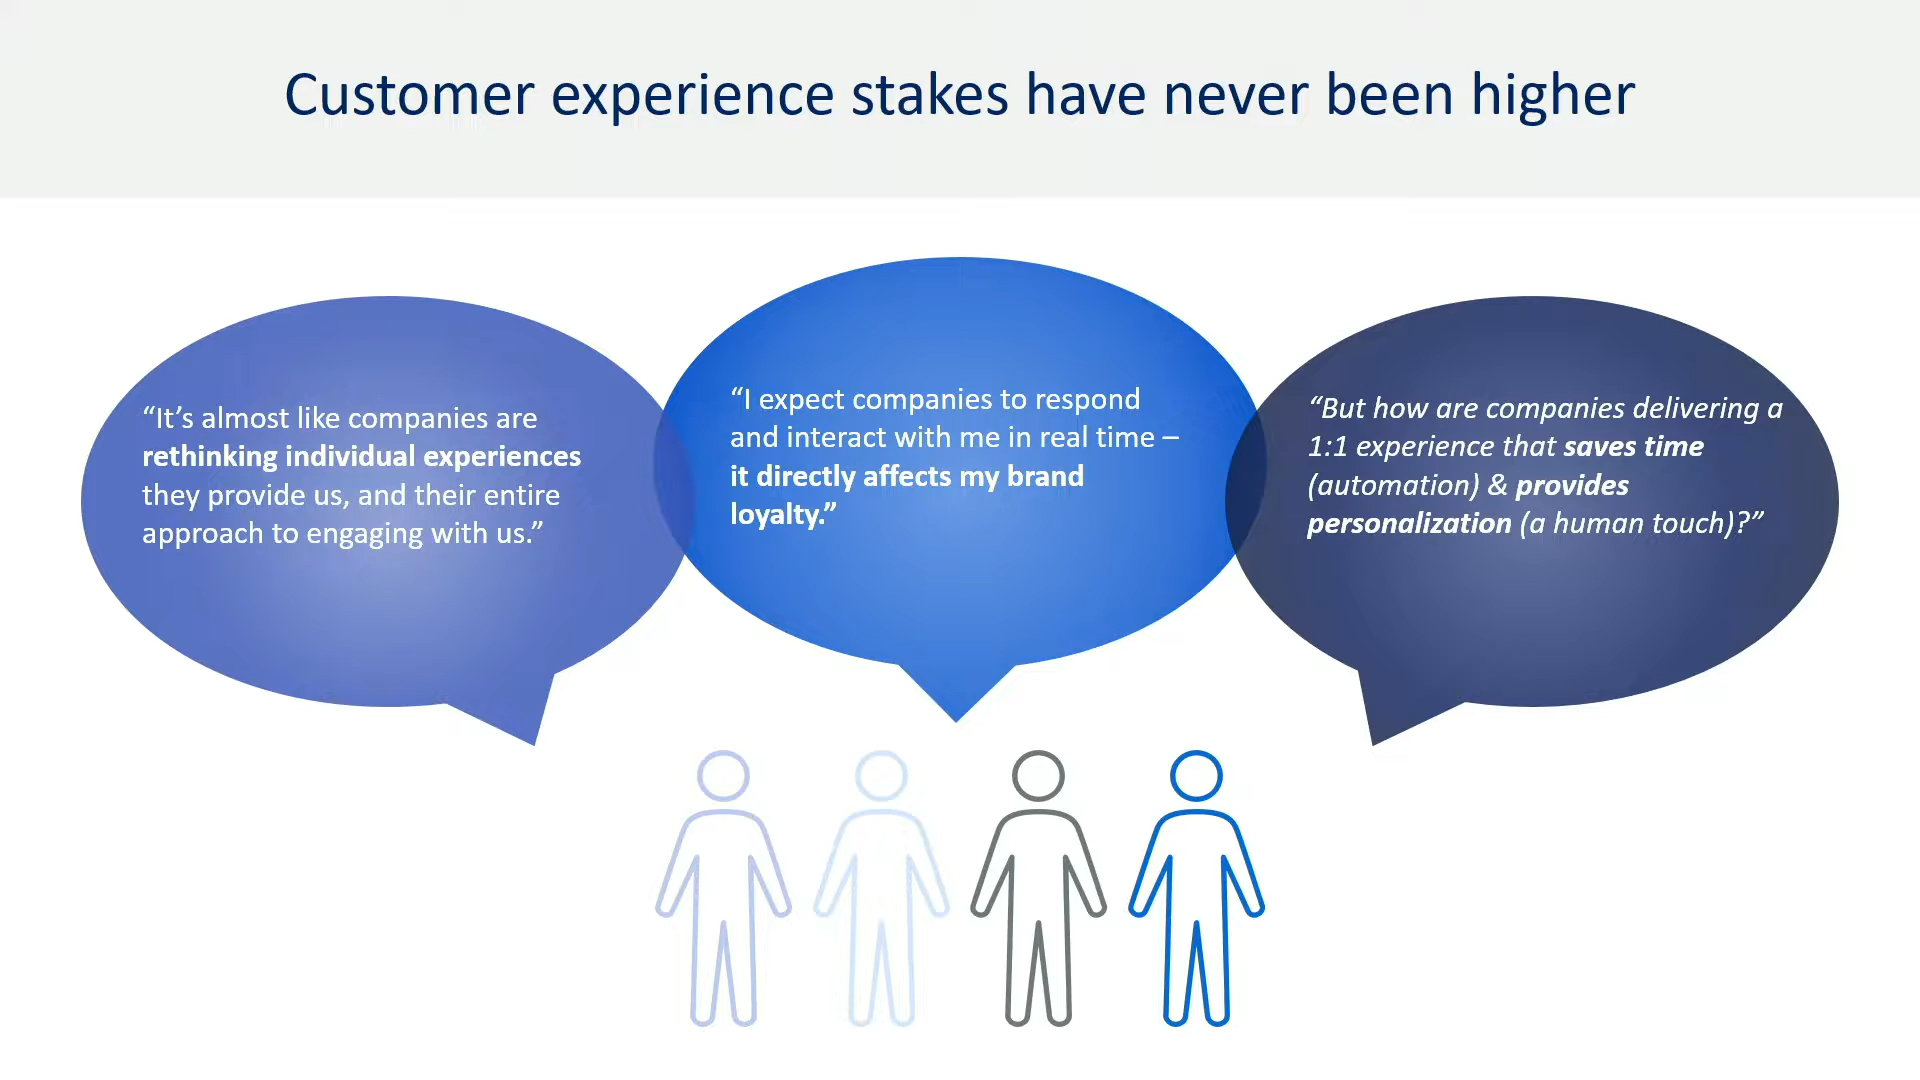 Customer experience stakes have never been higher
“It’s almost like companies are
rethinking individual experiences
they provide us, and their entire
approach to engaging with us.”
“I expect companies to respond
and interact with me in real time –
it directly affects my brand
loyalty.”
“But how are companies delivering a
1:1 experience that saves time
(automation) & provides
personalization (a human touch)?”